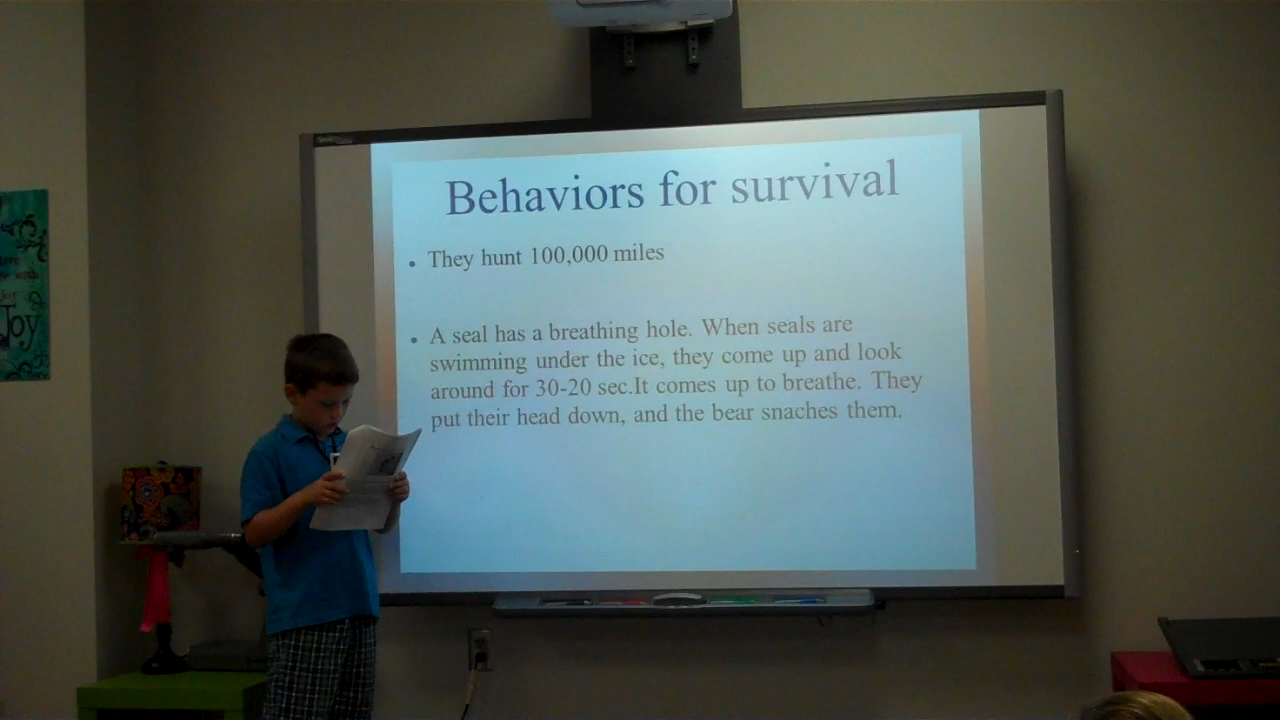 Behaviors for survival
• They hunt 100,000 miles
• A seal has a breathing hole. When seals are
swimming under the ice, they come up and look
around for 30-20 sec.It comes up to breathe. They
put their head down, and the bear snaches them.
with
Joy